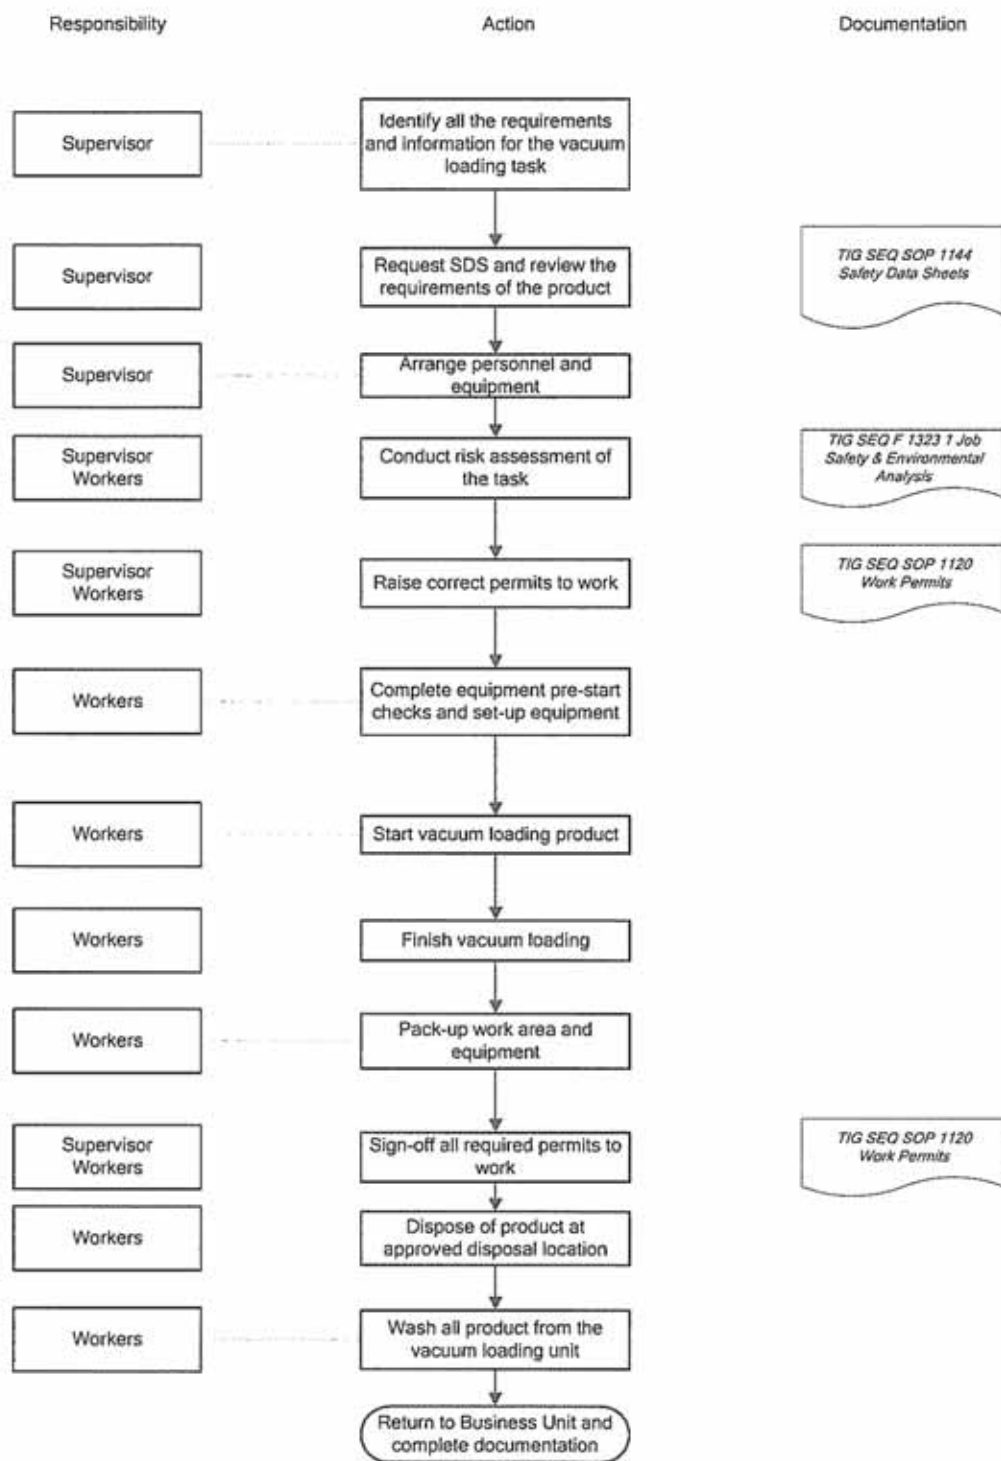 Responsibility
Action
Documentation
Supervisor
Identify all the requirements
and information for the vacuum
loading task
Supervisor
Request SDS and review the
requirements of the product
TIG SEQ SOP 1144
Safety Data Sheets
Supervisor
Arrange personnel and
equipment
Supervisor
Workers
Conduct risk assessment of
the task
TIG SEQ F 1323 1 Job
Safety & Environmental
Analysis
Supervisor
Workers
Raise correct permits to work
TIG SEQ SOP 1120
Work Permits
Workers
Complete equipment pre-start
checks and set-up equipment
Workers
Start vacuum loading product
Workers
Finish vacuum loading
Workers
Pack-up work area and
equipment
Supervisor
Workers
Sign-off all required permits to
work
TIG SEQ SOP 1120
Work Permits
Workers
Dispose of product at
approved disposal location
Workers
Wash all product from the
vacuum loading unit
Return to Business Unit and
complete documentation